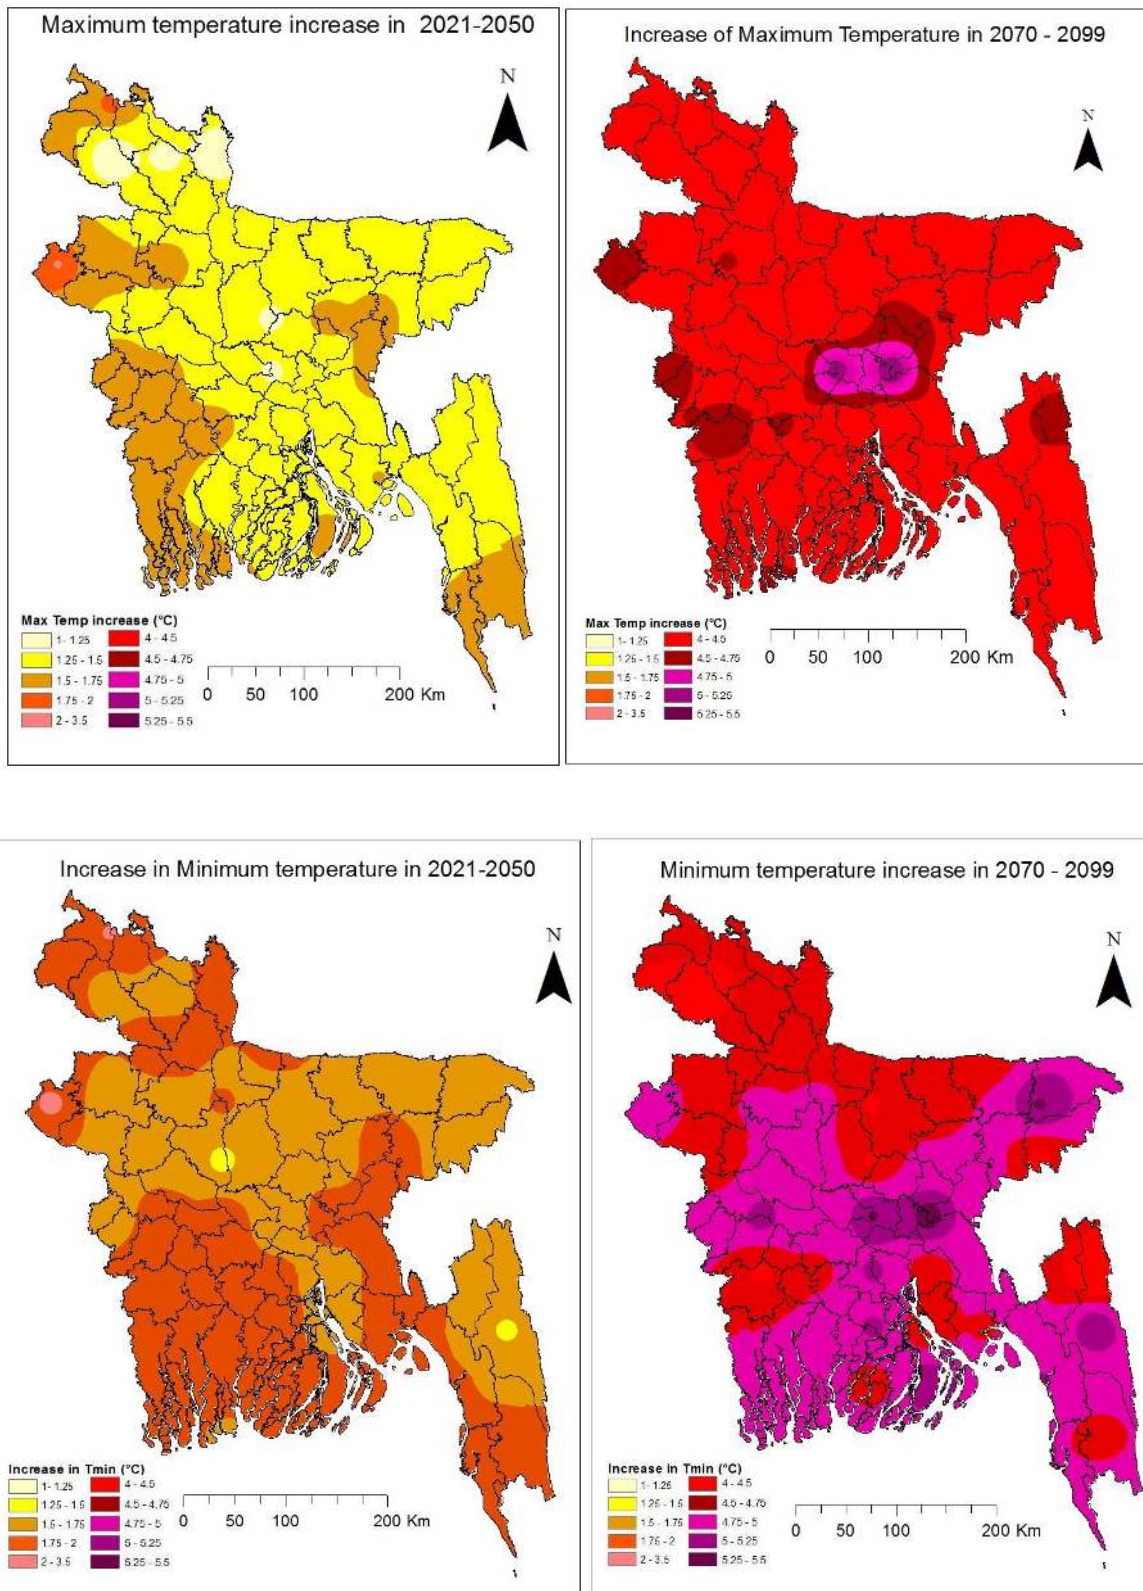 Maximum temperature increase in 2021-2050
N
Max Temp increase (°C)
1- 1.25
4 - 4.5
1.25 - 1.5
4.5 - 4.75
1.5 - 1.75
4.75 - 5
1.75 - 2
5 - 5.25
2 - 3.5
5.25 - 5.5
0 50 100 200 Km
Increase of Maximum Temperature in 2070 - 2099
N
Max Temp increase (°C)
1- 1.25
4 - 4.5
1.25 - 1.5
4.5 - 4.75
1.5 - 1.75
4.75 - 5
1.75 - 2
5 - 5.25
2 - 3.5
5.25 - 5.5
0 50 100 200 Km
Increase in Minimum temperature in 2021-2050
N
Increase in Tmin (°C)
1- 1.25
4 - 4.5
1.25 - 1.5
4.5 - 4.75
1.5 - 1.75
4.75 - 5
1.75 - 2
5 - 5.25
2 - 3.5
5.25 - 5.5
0 50 100 200 Km
Minimum temperature increase in 2070 - 2099
N
Increase in Tmin (°C)
1- 1.25
4 - 4.5
1.25 - 1.5
4.5 - 4.75
1.5 - 1.75
4.75 - 5
1.75 - 2
5 - 5.25
2 - 3.5
5.25 - 5.5
0 50 100 200 Km